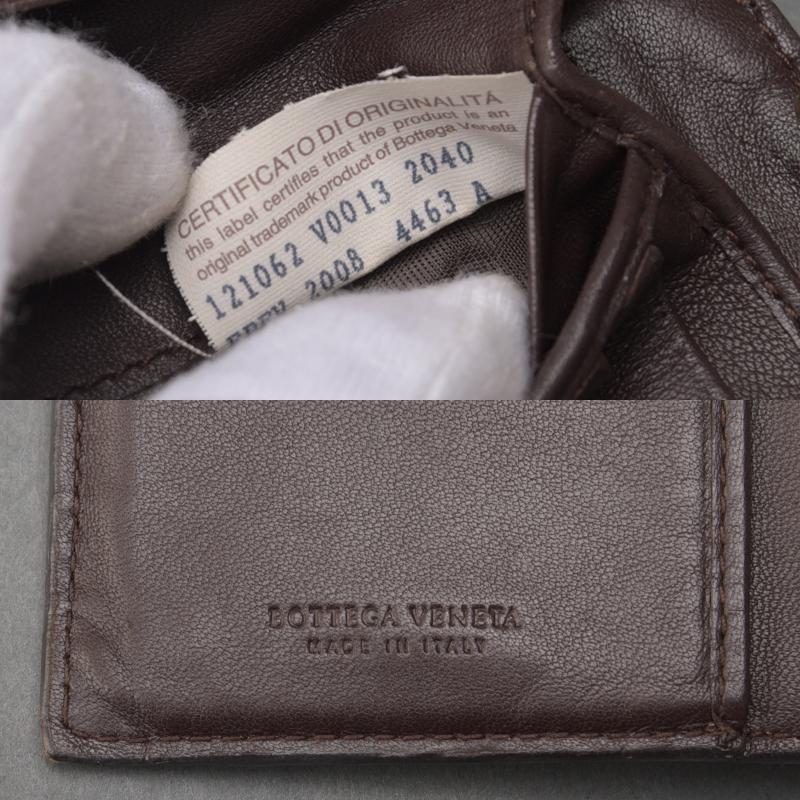 CERTIFICATO DI ORIGINALITÁ
this label certifies that the product is an
original trademark product of Bottega Veneta
121062 V0013 2040
2008 4463 A
BOTTEGA VENETA
MADE IN ITALY